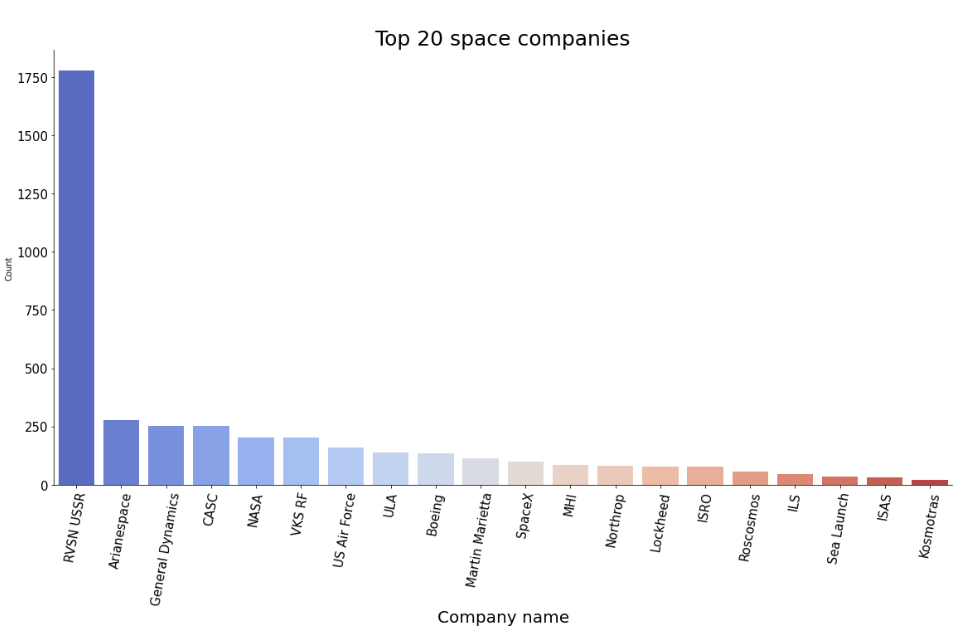 Top 20 space companies
1750
1500
1250
1000
750
500
250
0
Count
RVSN USSR
Arianespace
General Dynamics
CASC
NASA
VKS RF
US Air Force
ULA
Boeing
Martin Marietta
SpaceX
MHI
Northrop
Lockheed
ISRO
Roscosmos
ILS
Sea Launch
ISAS
Kosmotras
Company name